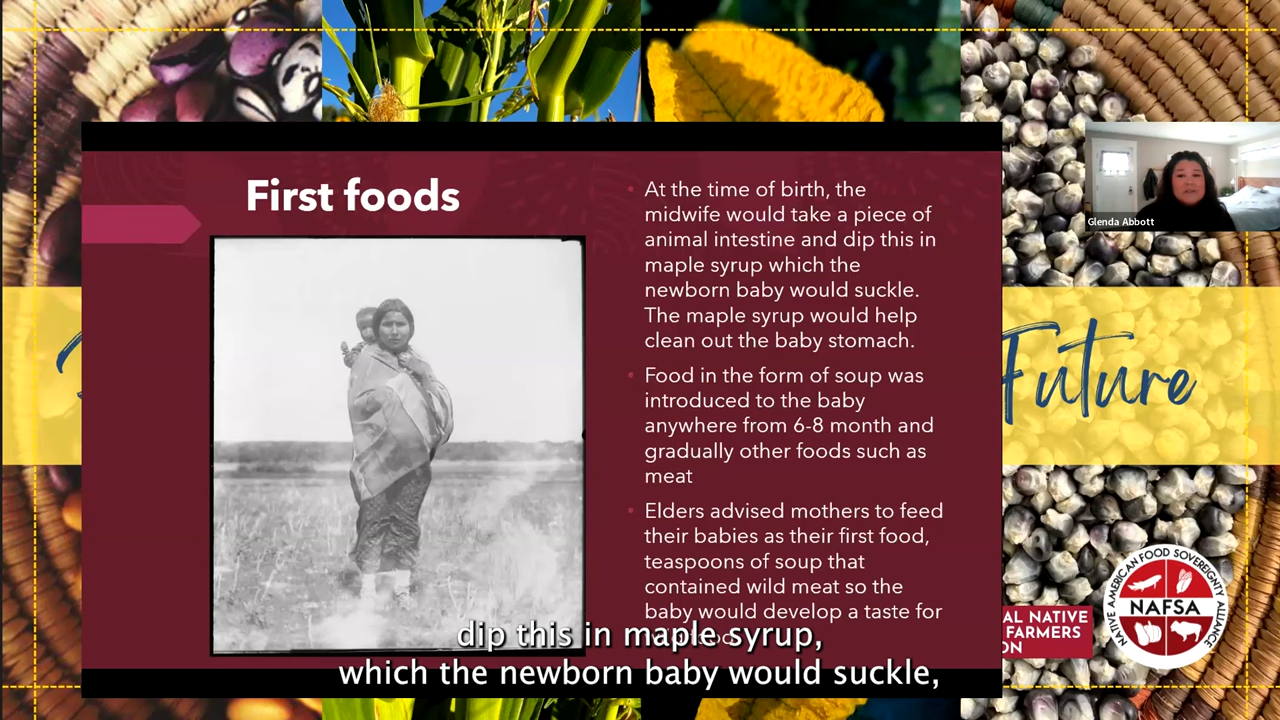 First foods
At the time of birth, the
midwife would take a piece of
animal intestine and dip this in
maple syrup which the
newborn baby would suckle.
The maple syrup would help
clean out the baby stomach.
Food in the form of soup was
introduced to the baby
anywhere from 6-8 month and
gradually other foods such as
meat
Elders advised mothers to feed
their babies as their first food,
teaspoons of soup that
contained wild meat so the
baby would develop a taste for
dip this in maple syrup,
which the newborn baby would suckle,
Glenda Abbott
Future
AL NATIVE
FARMERS
ON
NATIVE AMERICAN FOOD SOVEREIGNTY ALLIANCE
NAFSA